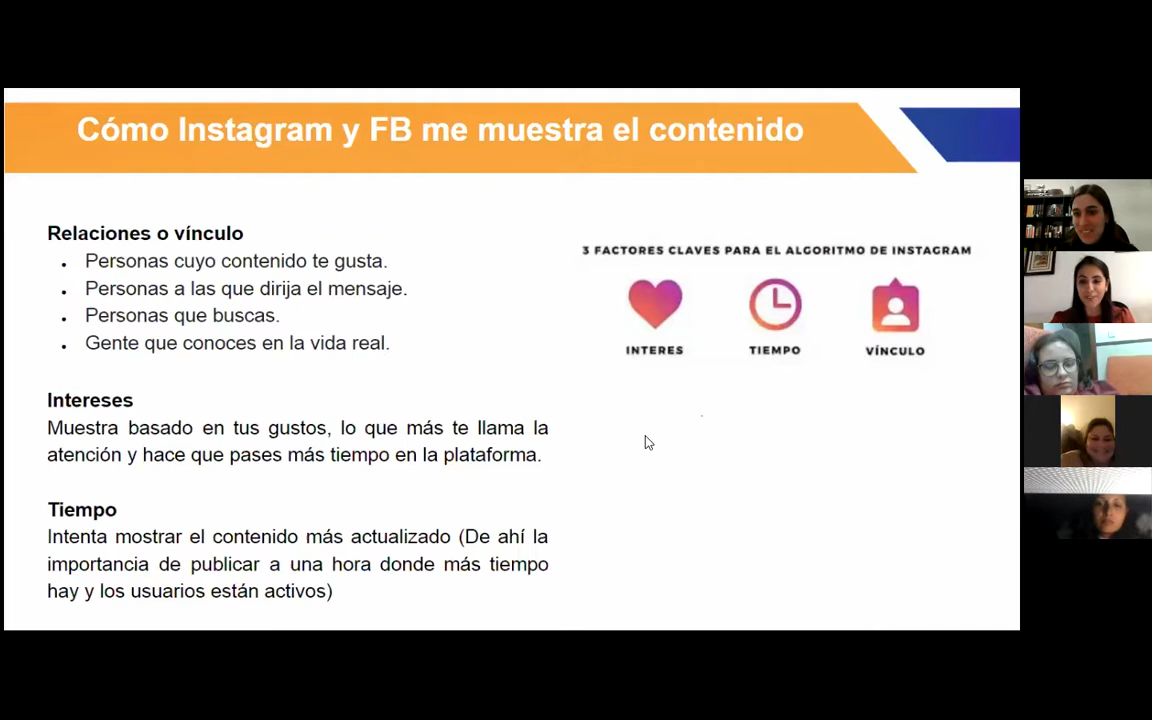 Cómo Instagram y FB me muestra el contenido
Relaciones o vínculo
Personas cuyo contenido te gusta.
Personas a las que dirija el mensaje.
Personas que buscas.
Gente que conoces en la vida real.
Intereses
Muestra basado en tus gustos, lo que más te llama la
atención y hace que pases más tiempo en la plataforma.
Tiempo
Intenta mostrar el contenido más actualizado (De ahí la
importancia de publicar a una hora donde más tiempo
hay y los usuarios están activos)
3 FACTORES CLAVES PARA EL ALGORITMO DE INSTAGRAM
INTERES TIEMPO VÍNCULO